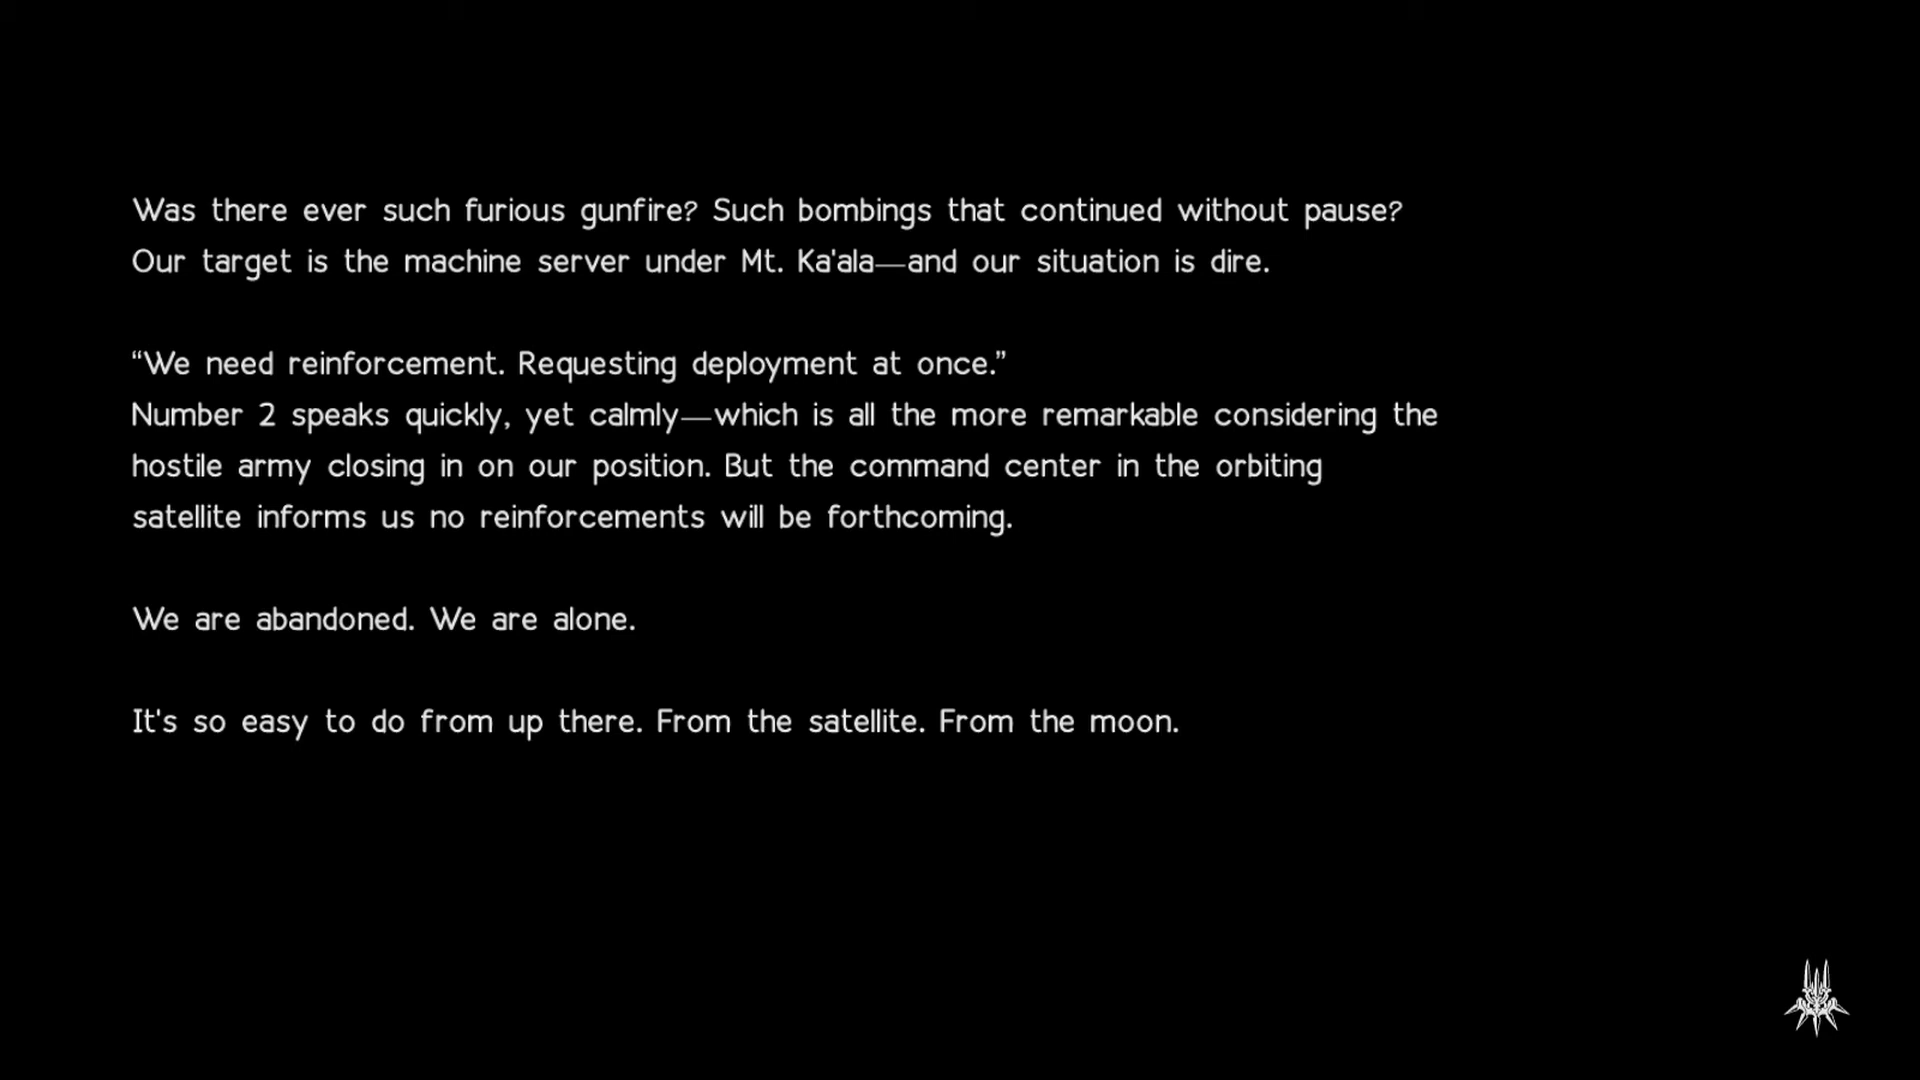 Was there ever such furious gunfire? Such bombings that continued without pause?
Our target is the machine server under Mt. Ka'ala—and our situation is dire.
“We need reinforcement. Requesting deployment at once.”
Number 2 speaks quickly, yet calmly—which is all the more remarkable considering the
hostile army closing in on our position. But the command center in the orbiting
satellite informs us no reinforcements will be forthcoming.
We are abandoned. We are alone.
It's so easy to do from up there. From the satellite. From the moon.